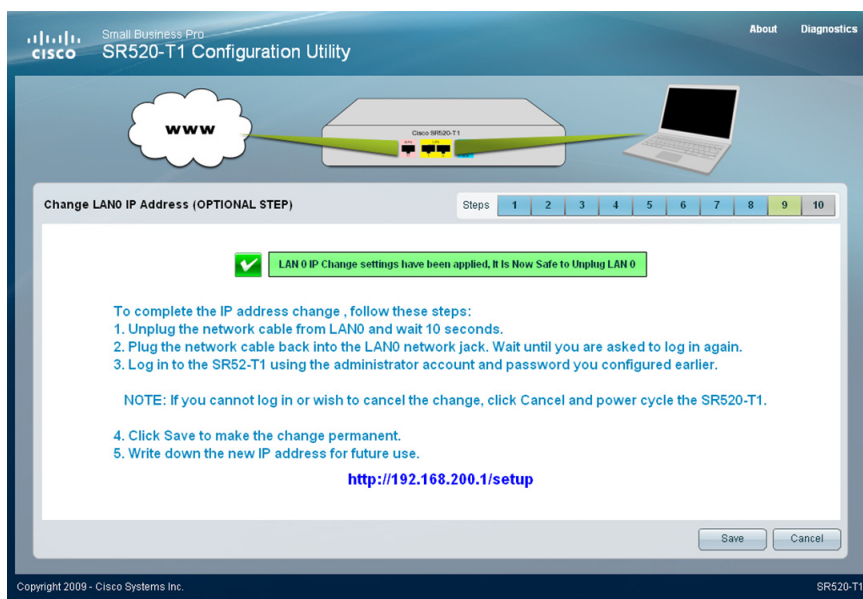 Small Business Pro
About Diagnostics
CISCO SR520-T1 Configuration Utility
WWW
Cisco SR520-T1
Change LAN0 IP Address (OPTIONAL STEP)
Steps 1 2 3 4 5 6 7 8 9 10
LAN 0 IP Change settings have been applied, It Is Now Safe to Unplug LAN 0
To complete the IP address change , follow these steps:
1. Unplug the network cable from LAN0 and wait 10 seconds.
2. Plug the network cable back into the LAN0 network jack. Wait until you are asked to log in again.
3. Log in to the SR52-T1 using the administrator account and password you configured earlier.
NOTE: If you cannot log in or wish to cancel the change, click Cancel and power cycle the SR520-T1.
4. Click Save to make the change permanent.
5. Write down the new IP address for future use.
http://192.168.200.1/setup
Save Cancel
Copyright 2009 - Cisco Systems Inc.
SR520-T1